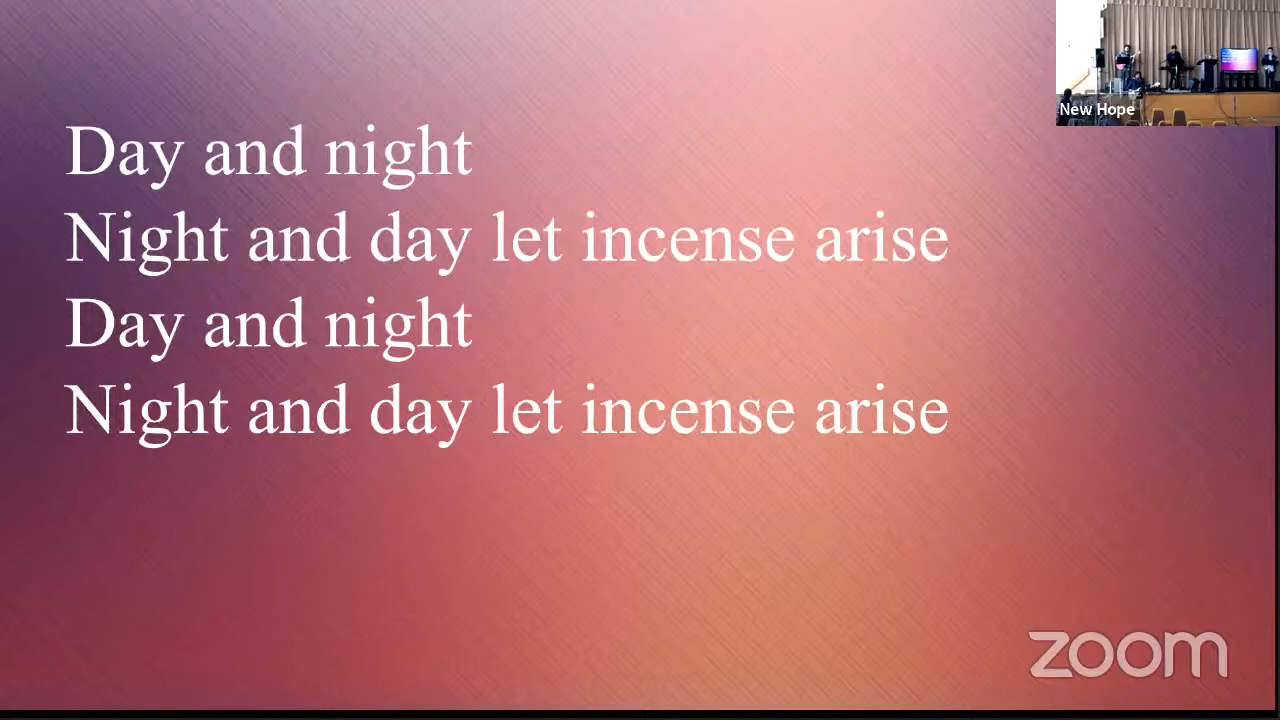 New Hope
Day and night
Night and day let incense arise
Day and night
Night and day let incense arise
zoom